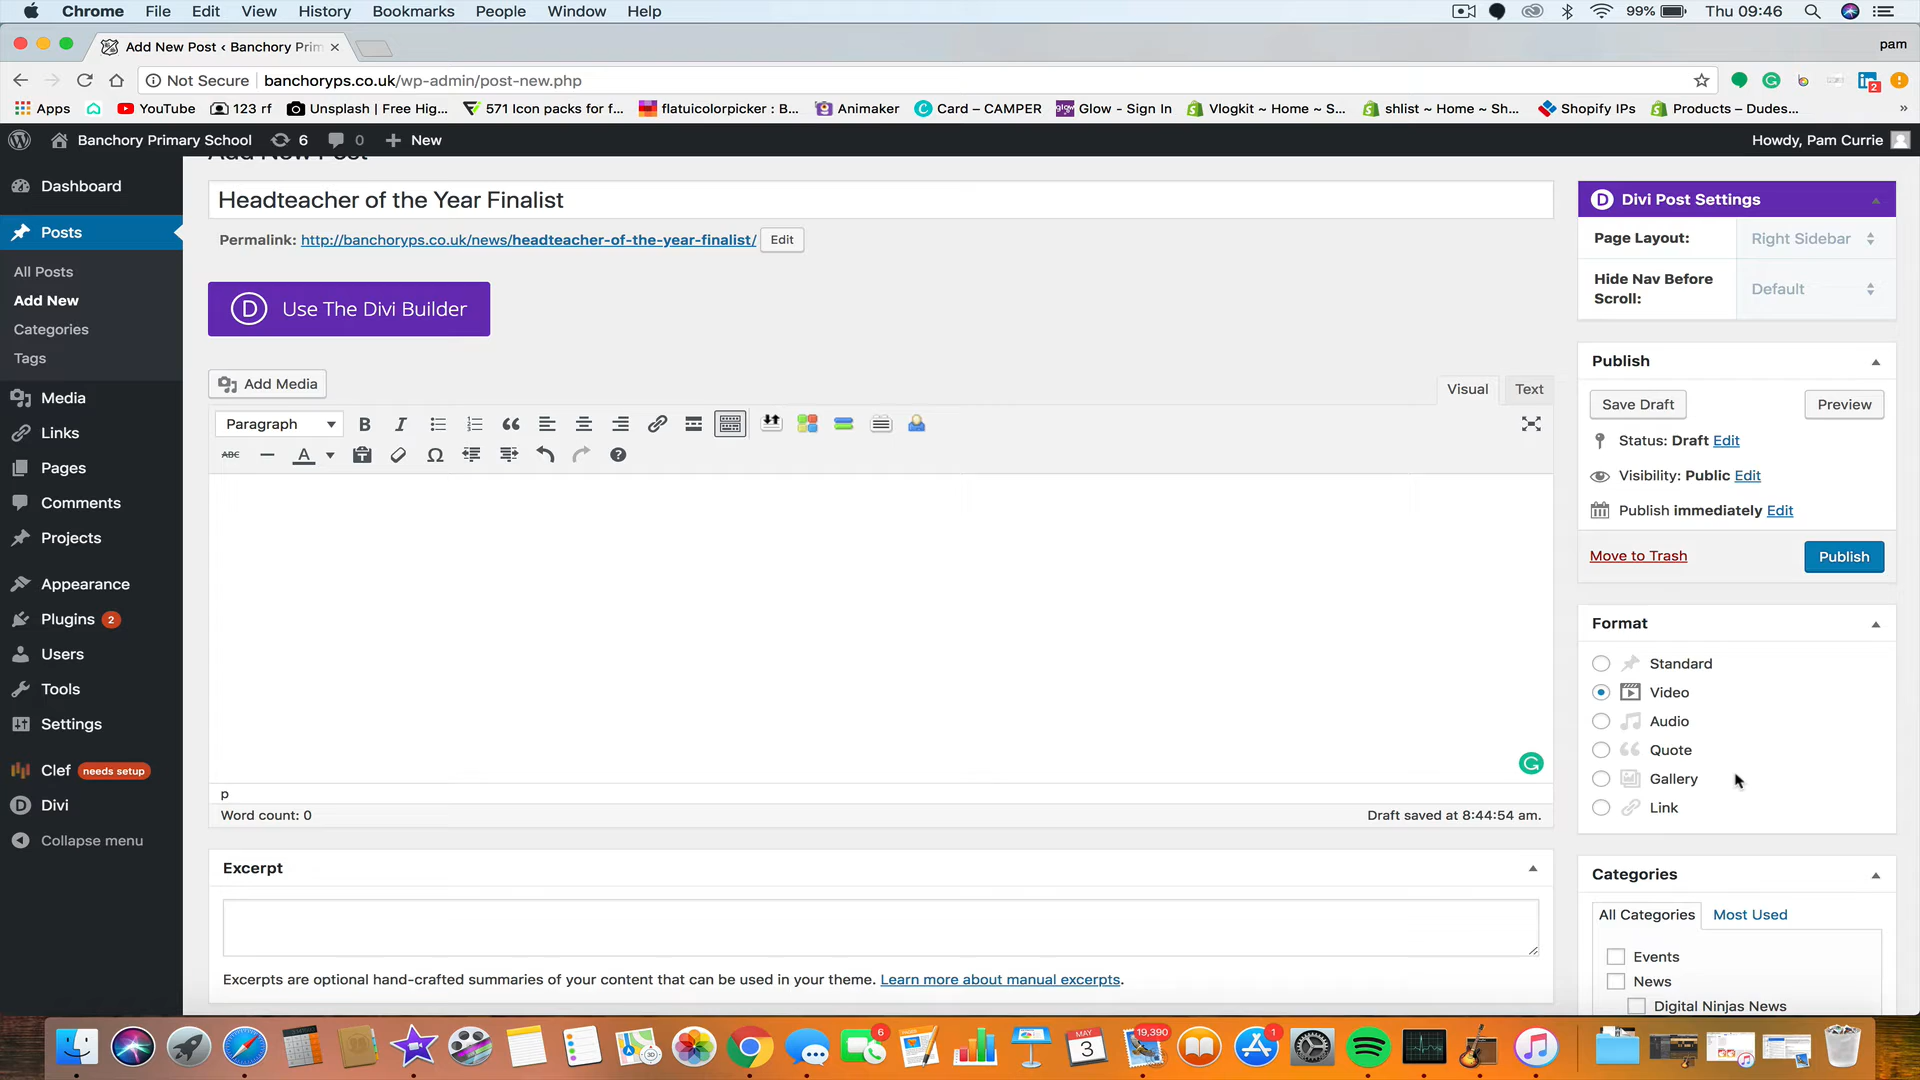 Chrome File Edit View History Bookmarks People Window Help
99% Thu 09:46
Add New Post ‹ Banchory Prim
pam
Not Secure banchoryps.co.uk/wp-admin/post-new.php
Apps YouTube 123 rf Unsplash | Free Hig... 571 Icon packs for f... flatuicolorpicker : B... Animaker Card – CAMPER Glow - Sign In Vlogkit ~ Home ~ S... shlist ~ Home ~ Sh... Shopify IPs Products – Dudes...
Banchory Primary School 6 0 New
Howdy, Pam Currie
Dashboard
Posts
All Posts
Add New
Categories
Tags
Media
Links
Pages
Comments
Projects
Appearance
Plugins 2
Users
Tools
Settings
Clef needs setup
Divi
Collapse menu
Add New Post
Headteacher of the Year Finalist
Permalink: http://banchoryps.co.uk/news/headteacher-of-the-year-finalist/ Edit
Use The Divi Builder
Add Media
Visual Text
Paragraph
ABC
p
Word count: 0
Draft saved at 8:44:54 am.
Excerpt
Excerpts are optional hand-crafted summaries of your content that can be used in your theme. Learn more about manual excerpts.
Divi Post Settings
Page Layout: Right Sidebar
Hide Nav Before Scroll: Default
Publish
Save Draft Preview
Status: Draft Edit
Visibility: Public Edit
Publish immediately Edit
Move to Trash Publish
Format
Standard
Video
Audio
Quote
Gallery
Link
Categories
All Categories Most Used
Events
News
Digital Ninjas News
6
MAY
3
19,390
1